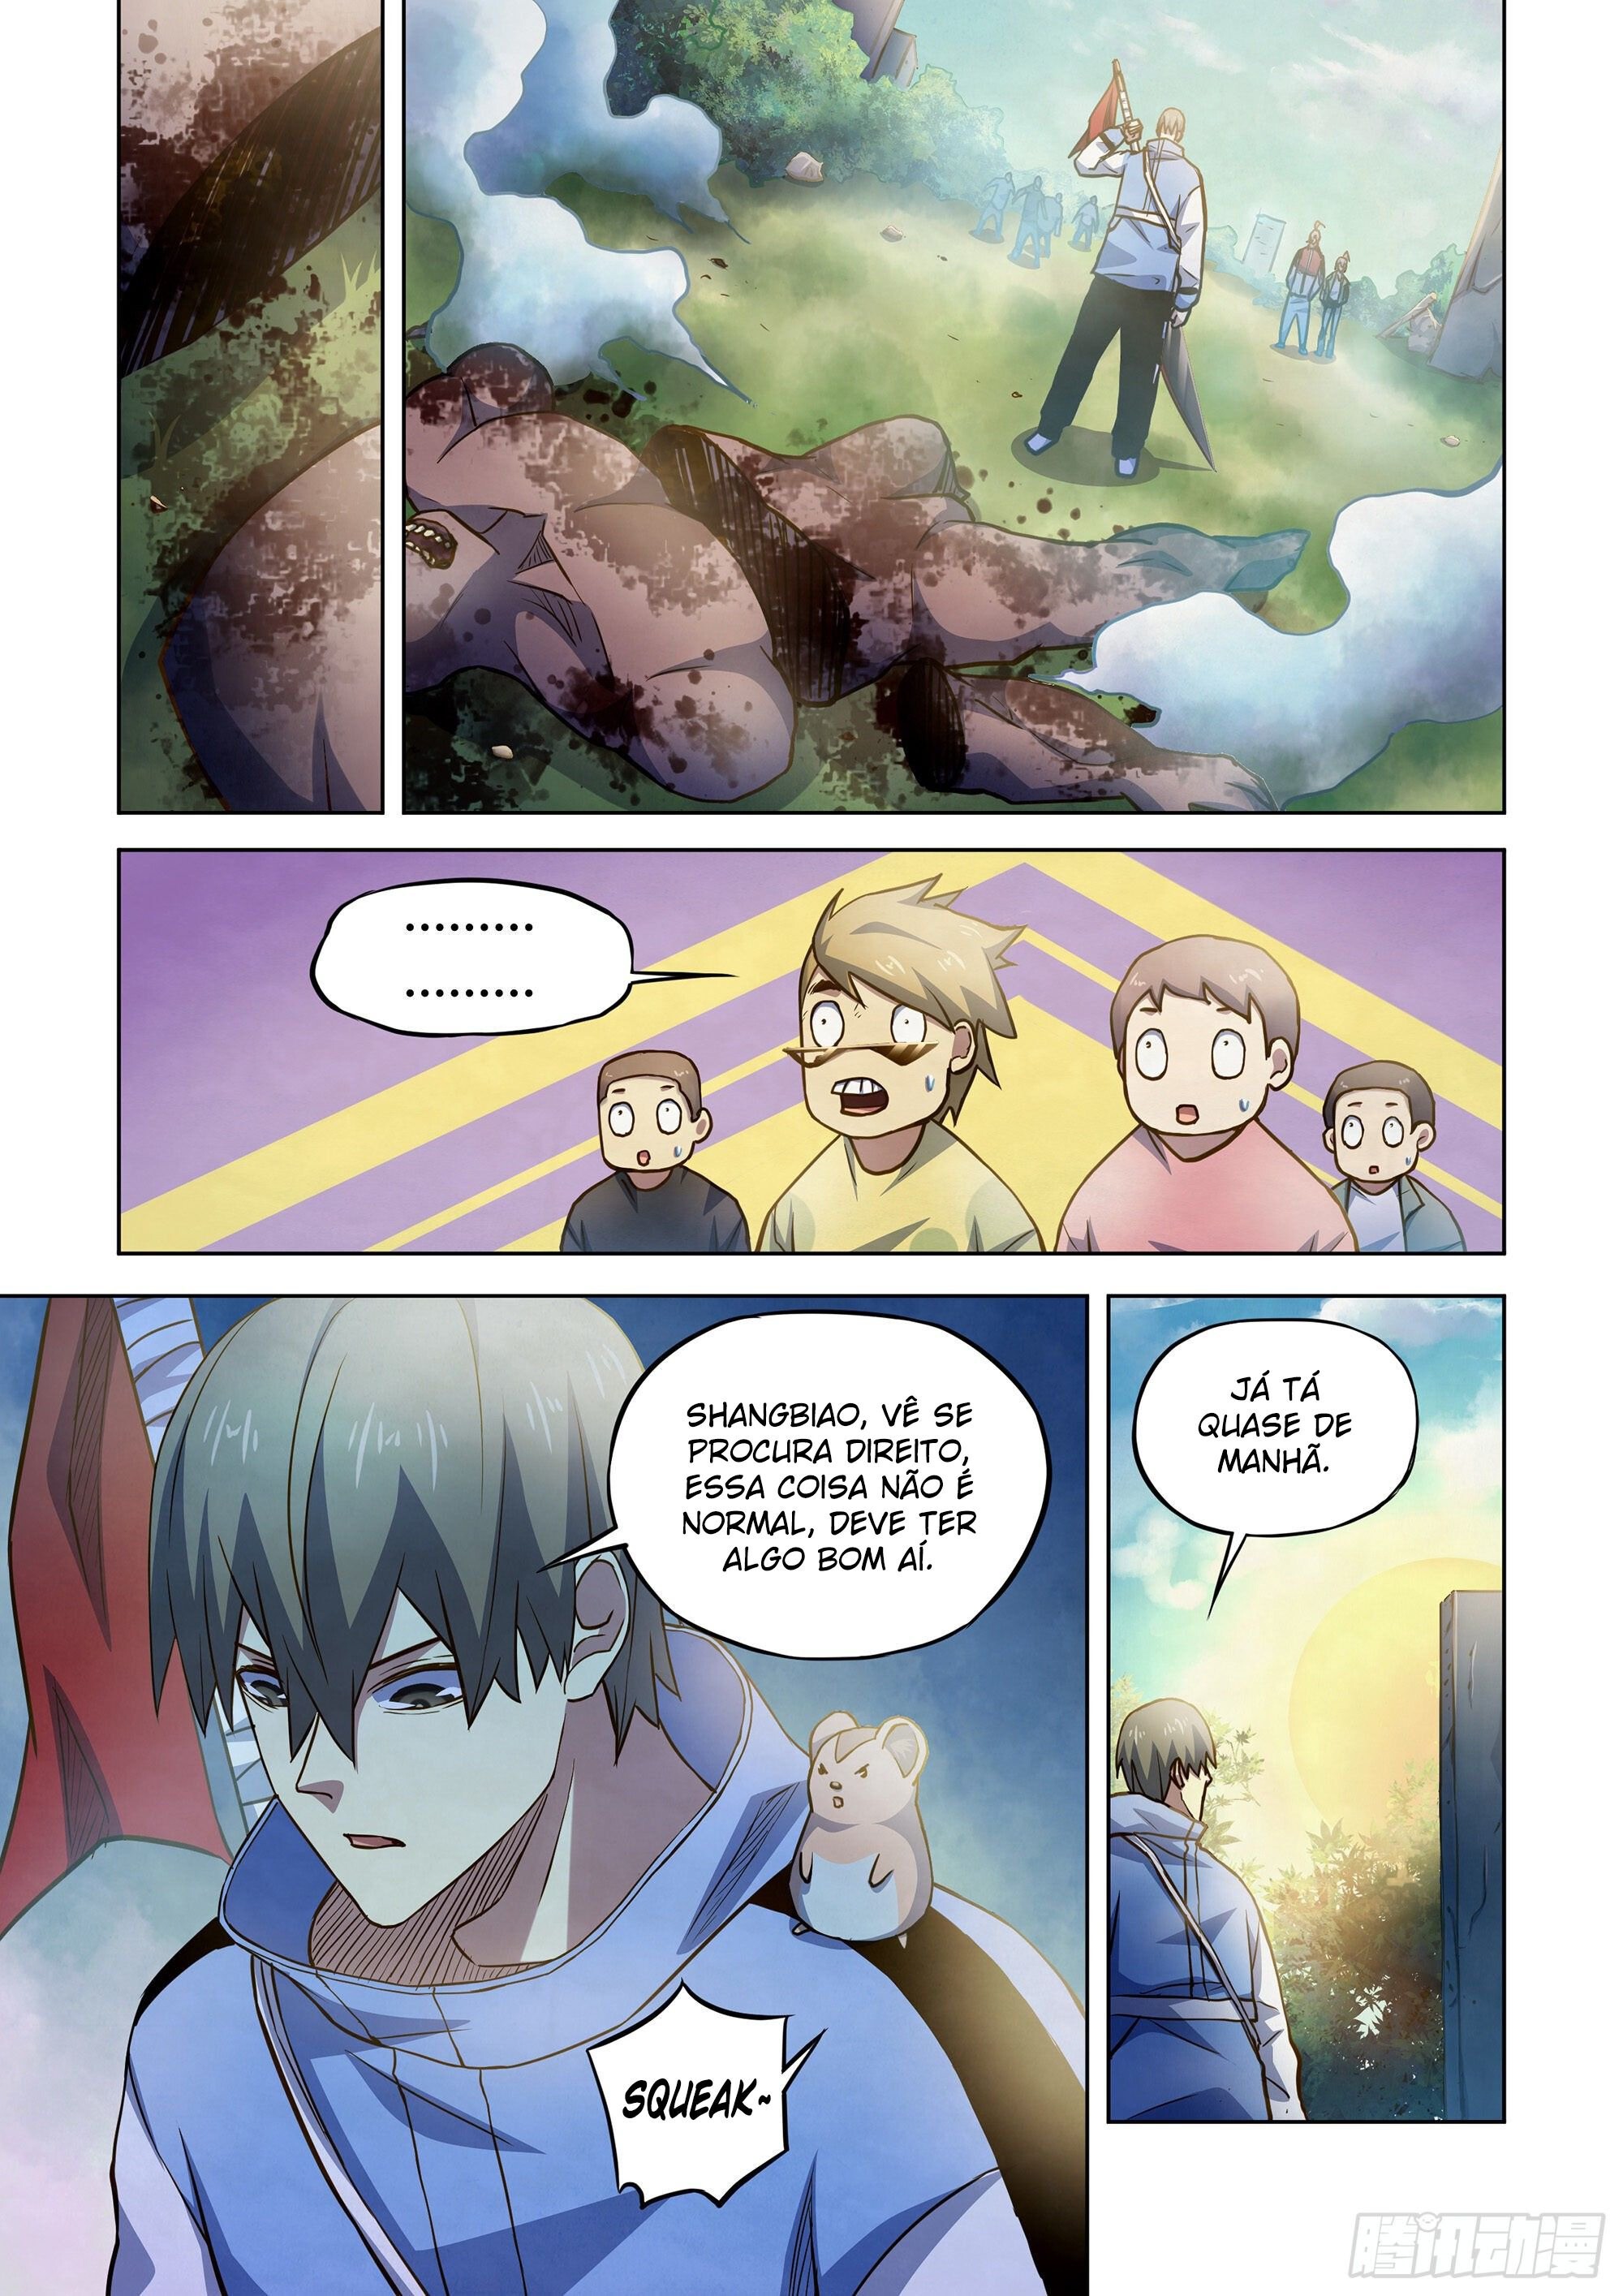 .........
.........
SHANGBIAO, VÊ SE
PROCURA DIREITO,
ESSA COISA NÃO É
NORMAL, DEVE TER
ALGO BOM AÍ.
JÁ TÁ
QUASE DE
MANHÃ.
SQUEAK~
腾讯动漫